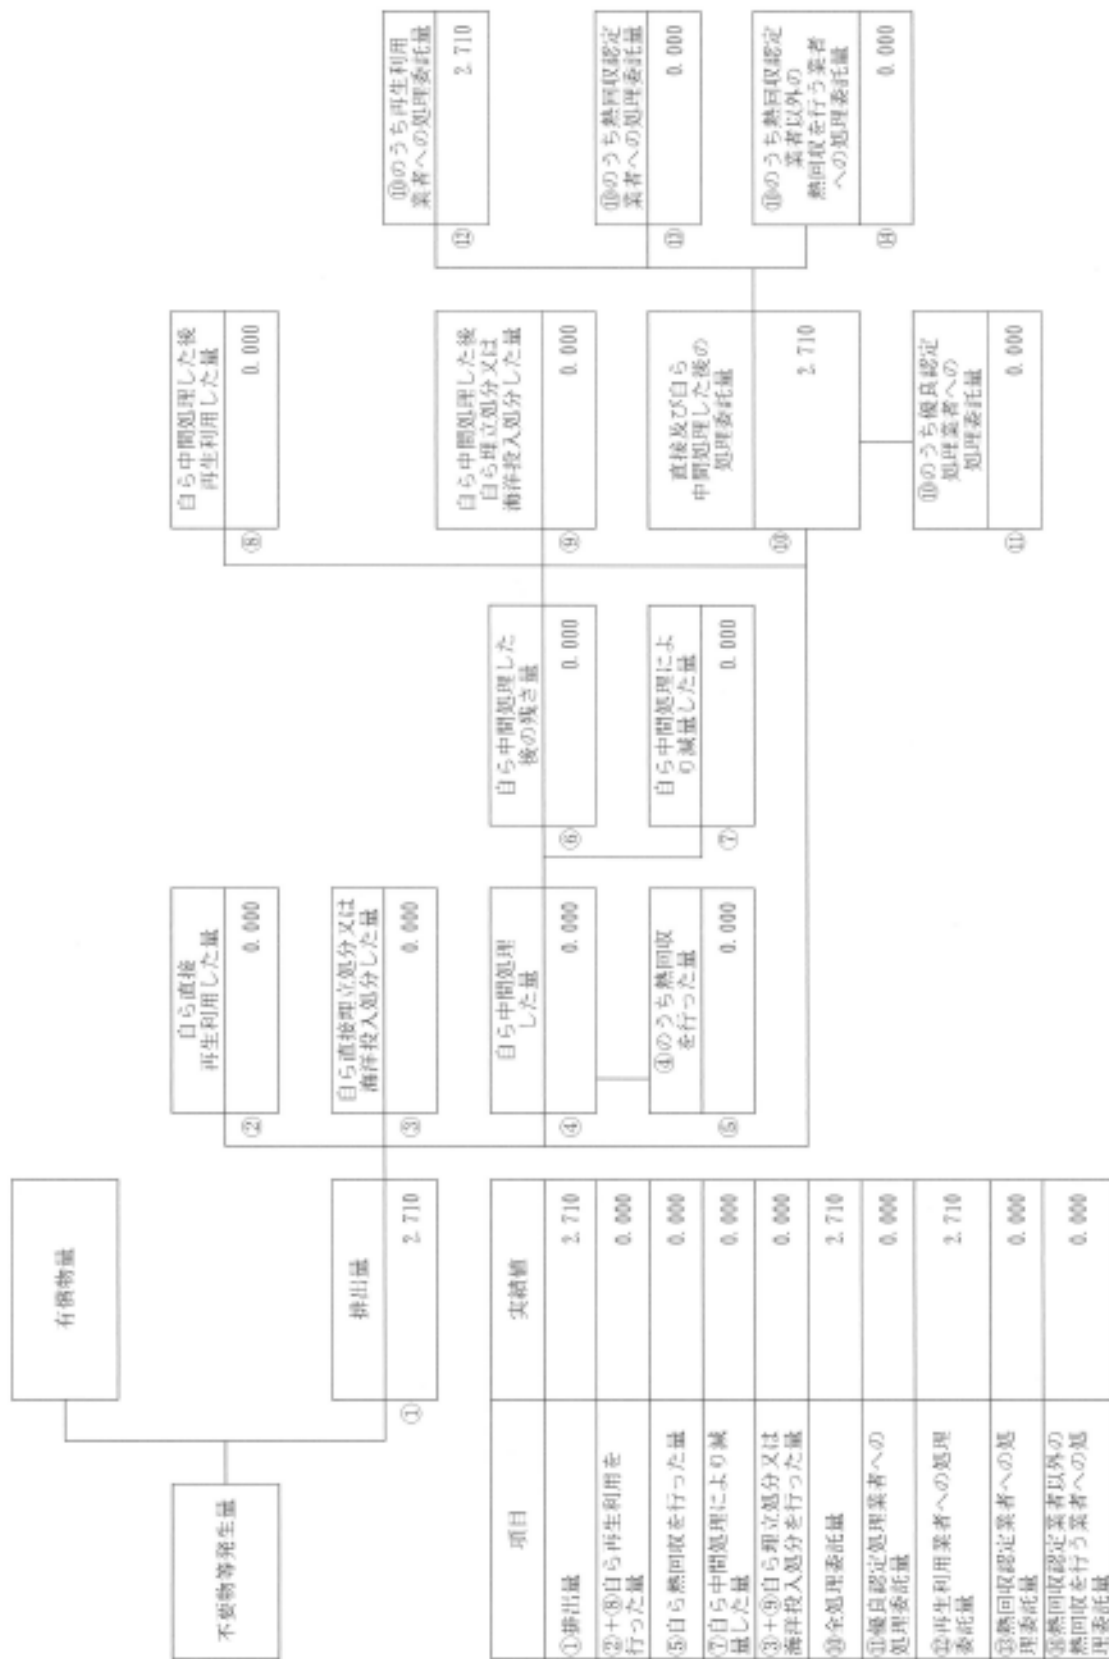 不要物等発生量
有償物量
排出量
① 2.710
自ら直接
再生利用した量
② 0.000
自ら直接埋立処分又は
海洋投入処分した量
③ 0.000
自ら中間処理
した量
④ 0.000
④のうち熱回収
を行った量
⑤ 0.000
自ら中間処理した
後の残さ量
⑥ 0.000
自ら中間処理によ
り減量した量
⑦ 0.000
自ら中間処理した後
再生利用した量
⑧ 0.000
自ら中間処理した後
自ら埋立処分又は
海洋投入処分した量
⑨ 0.000
直接及び自ら
中間処理した後の
処理委託量
⑩ 2.710
⑩のうち優良認定
処理業者への
処理委託量
⑪ 0.000
⑩のうち再生利用
業者への処理委託量
⑫ 2.710
⑩のうち熱回収認定
業者への処理委託量
⑬ 0.000
⑩のうち熱回収認定
業者以外の
熱回収を行う業者
への処理委託量
⑭ 0.000
項目 実績値
①排出量 2.710
②+⑧自ら再生利用を
行った量 0.000
⑤自ら熱回収を行った量 0.000
⑦自ら中間処理により減
量した量 0.000
③+⑨自ら埋立処分又は
海洋投入処分を行った量 0.000
⑩全処理委託量 2.710
⑪優良認定処理業者への
処理委託量 0.000
⑫再生利用業者への処理
委託量 2.710
⑬熱回収認定業者への処
理委託量 0.000
⑭熱回収認定業者以外の
熱回収を行う業者への処
理委託量 0.000